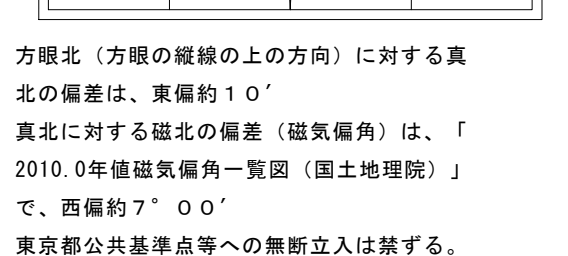 方眼北（方眼の縦線の上の方向）に対する真
北の偏差は、東偏約１０′
真北に対する磁北の偏差（磁気偏角）は、「
2010.0年値磁気偏角一覧図（国土地理院）」
で、西偏約７°００′
東京都公共基準点等への無断立入は禁ずる。